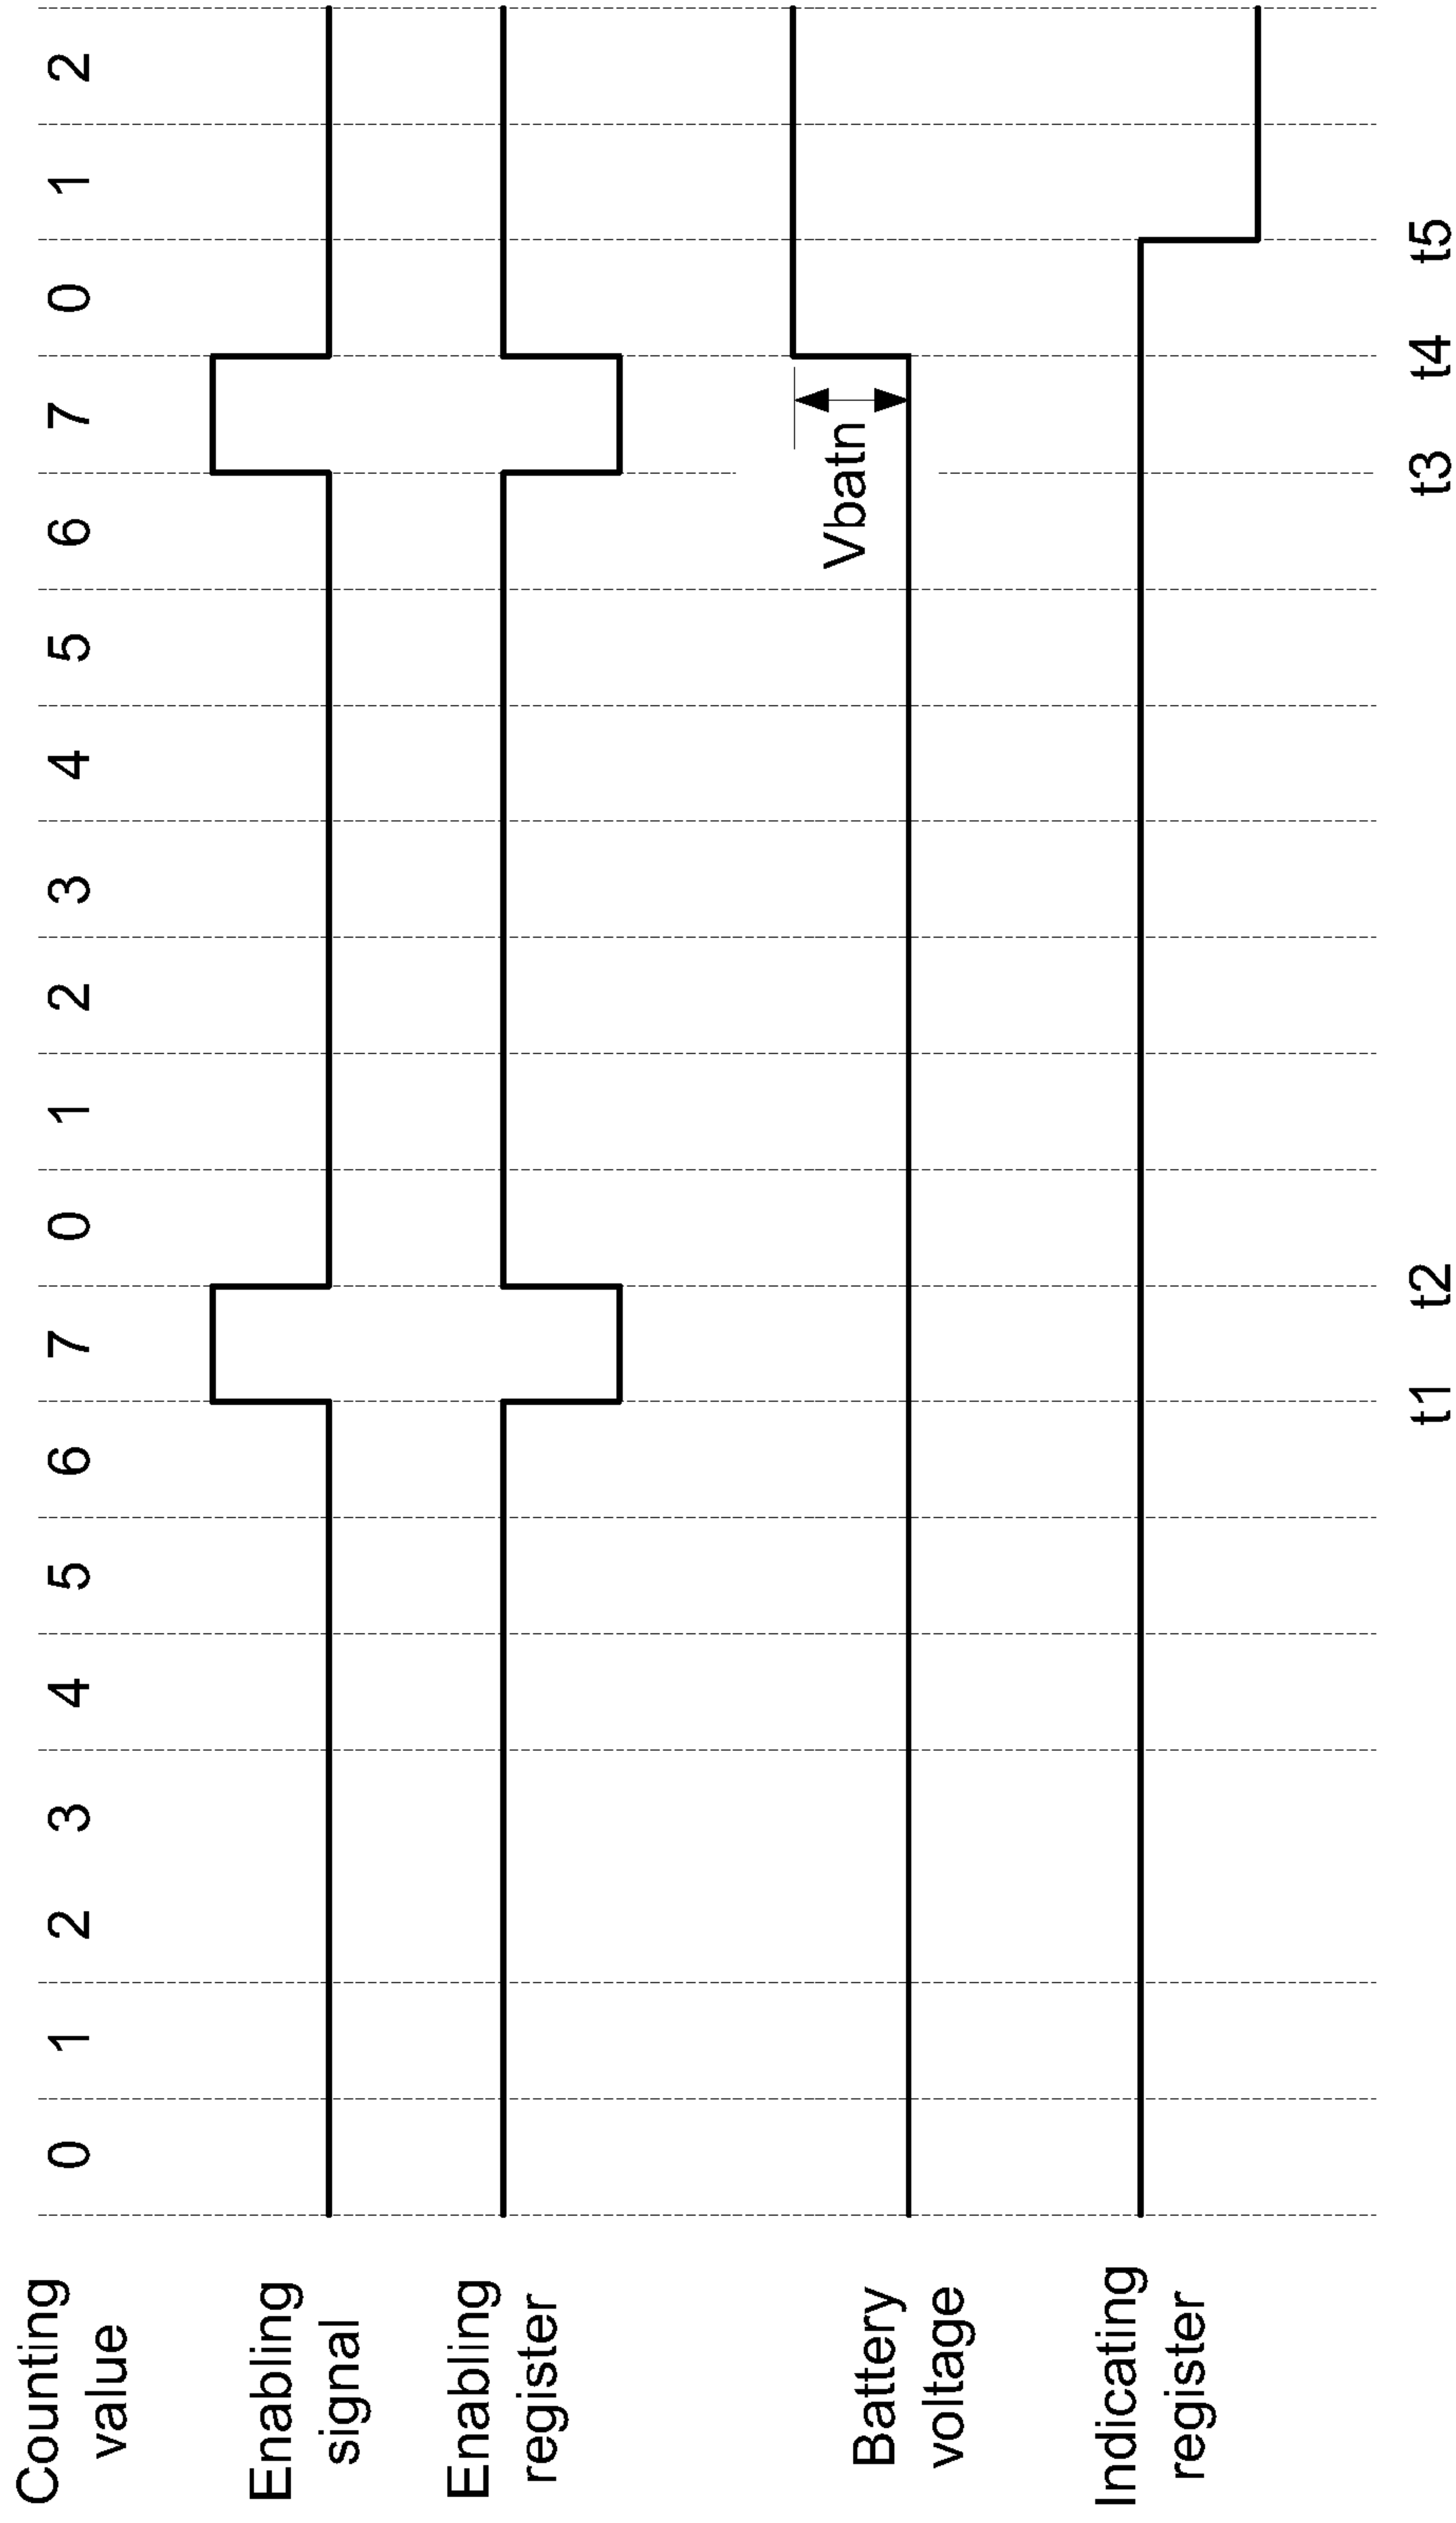 Counting
value
0 1 2 3 4 5 6 7 0 1 2 3 4 5 6 7 0 1 2
Enabling
signal
Enabling
register
Vbatn
Battery
voltage
Indicating
register
t1 t2 t3 t4 t5